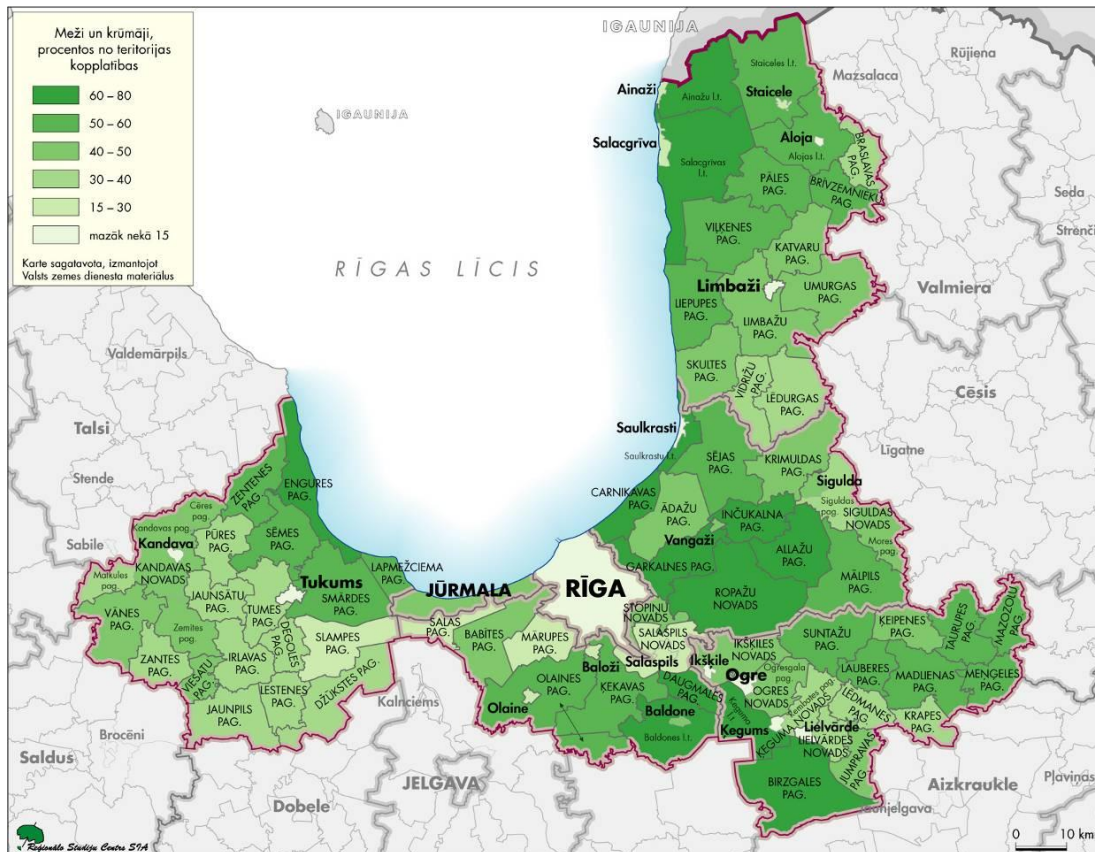 Meži un krūmāji,
procentos no teritorijas
kopplatības
60 – 80
50 – 60
40 – 50
30 – 40
15 – 30
mazāk nekā 15
Karte sagatavota, izmantojot
Valsts zemes dienesta materiālus
IGAUNIJA
IGAUNIJA
RĪGAS LĪCIS
Rūjiena
Mazsalaca
Seda
Strenči
Valmiera
Cēsis
Līgatne
Ainaži
Ainažu l.t.
Staiceles l.t.
Staicele
Salacgrīva
Salacgrīvas
l.t.
Aloja
Alojas l.t.
BRASLAVAS
PAG.
PĀLES
PAG.
BRĪVZEMNIEKU
PAG.
VIĻĶENES
PAG.
KATVARU
PAG.
Limbaži
UMURGAS
PAG.
LIEPUPES
PAG.
LIMBAŽU
PAG.
SKULTES
PAG.
VIDRIŽU
PAG.
LĒDURGAS
PAG.
Saulkrasti
Saulkrastu l.t.
SĒJAS
PAG.
KRIMULDAS
PAG.
Sigulda
Siguldas
pag.
SIGULDAS
NOVADS
Mores
pag.
CARNIKAVAS
PAG.
ĀDAŽU
PAG.
INČUKALNA
PAG.
Vangaži
GARKALNES PAG.
ALLAŽU
PAG.
MĀLPILS
PAG.
ROPAŽU
NOVADS
Valdemārpils
Talsi
Stende
Sabile
ZENTENES
PAG.
ENGURES
PAG.
Cēres
pag.
Kandavas pag.
Kandava
KANDAVAS
NOVADS
PŪRES
PAG.
SĒMES
PAG.
Matkules
pag.
JAUNSĀTU
PAG.
Tukums
SMĀRDES
PAG.
LAPMEŽCIEMA
PAG.
VĀNES
PAG.
Zemītes
pag.
TUMES
PAG.
DEGOLES
PAG.
SLAMPES
PAG.
ZANTES
PAG.
VIESATU
PAG.
IRLAVAS
PAG.
LESTENES
PAG.
DŽŪKSTES PAG.
JAUNPILS
PAG.
JŪRMALA
RĪGA
SALAS
PAG.
BABĪTES
PAG.
MĀRUPES
PAG.
STOPIŅU
NOVADS
SALASPILS
NOVADS
Salaspils
Baloži
OLAINES
PAG.
Olaine
ĶEKAVAS
PAG.
DAUGMALES
PAG.
Baldone
Baldones l.t.
Ikšķile
IKŠĶILES
NOVADS
Ogre
Ogresgala
pag.
OGRES
NOVADS
Ķeguma
l.t.
Ķegums
ĶEGUMA NOVADS
Rembates pag.
Lielvārde
LIELVĀRDES
NOVADS
LĒDMANES
PAG.
JUMPRAVAS
PAG.
BIRZGALES
PAG.
SUNTAŽU
PAG.
ĶEIPENES
PAG.
TAURUPES
PAG.
MAZOZOLU
PAG.
LAUBERES
PAG.
MADLIENAS
PAG.
MEŅĢELES
PAG.
KRAPES
PAG.
Kalnciems
Brocēni
Saldus
Dobele
JELGAVA
Aizkraukle
Pļaviņas
0 10 km
Reģionālo Studiju Centrs SIA